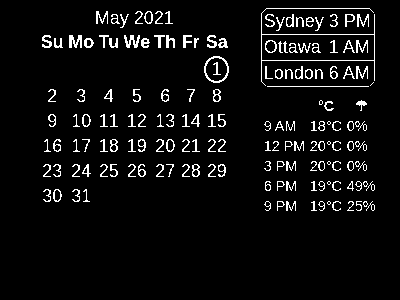 May 2021
Su Mo Tu We Th Fr Sa
1
2 3 4 5 6 7 8
9 10 11 12 13 14 15
16 17 18 19 20 21 22
23 24 25 26 27 28 29
30 31
Sydney 3 PM
Ottawa 1 AM
London 6 AM
°C ☂
9 AM 18°C 0%
12 PM 20°C 0%
3 PM 20°C 0%
6 PM 19°C 49%
9 PM 19°C 25%